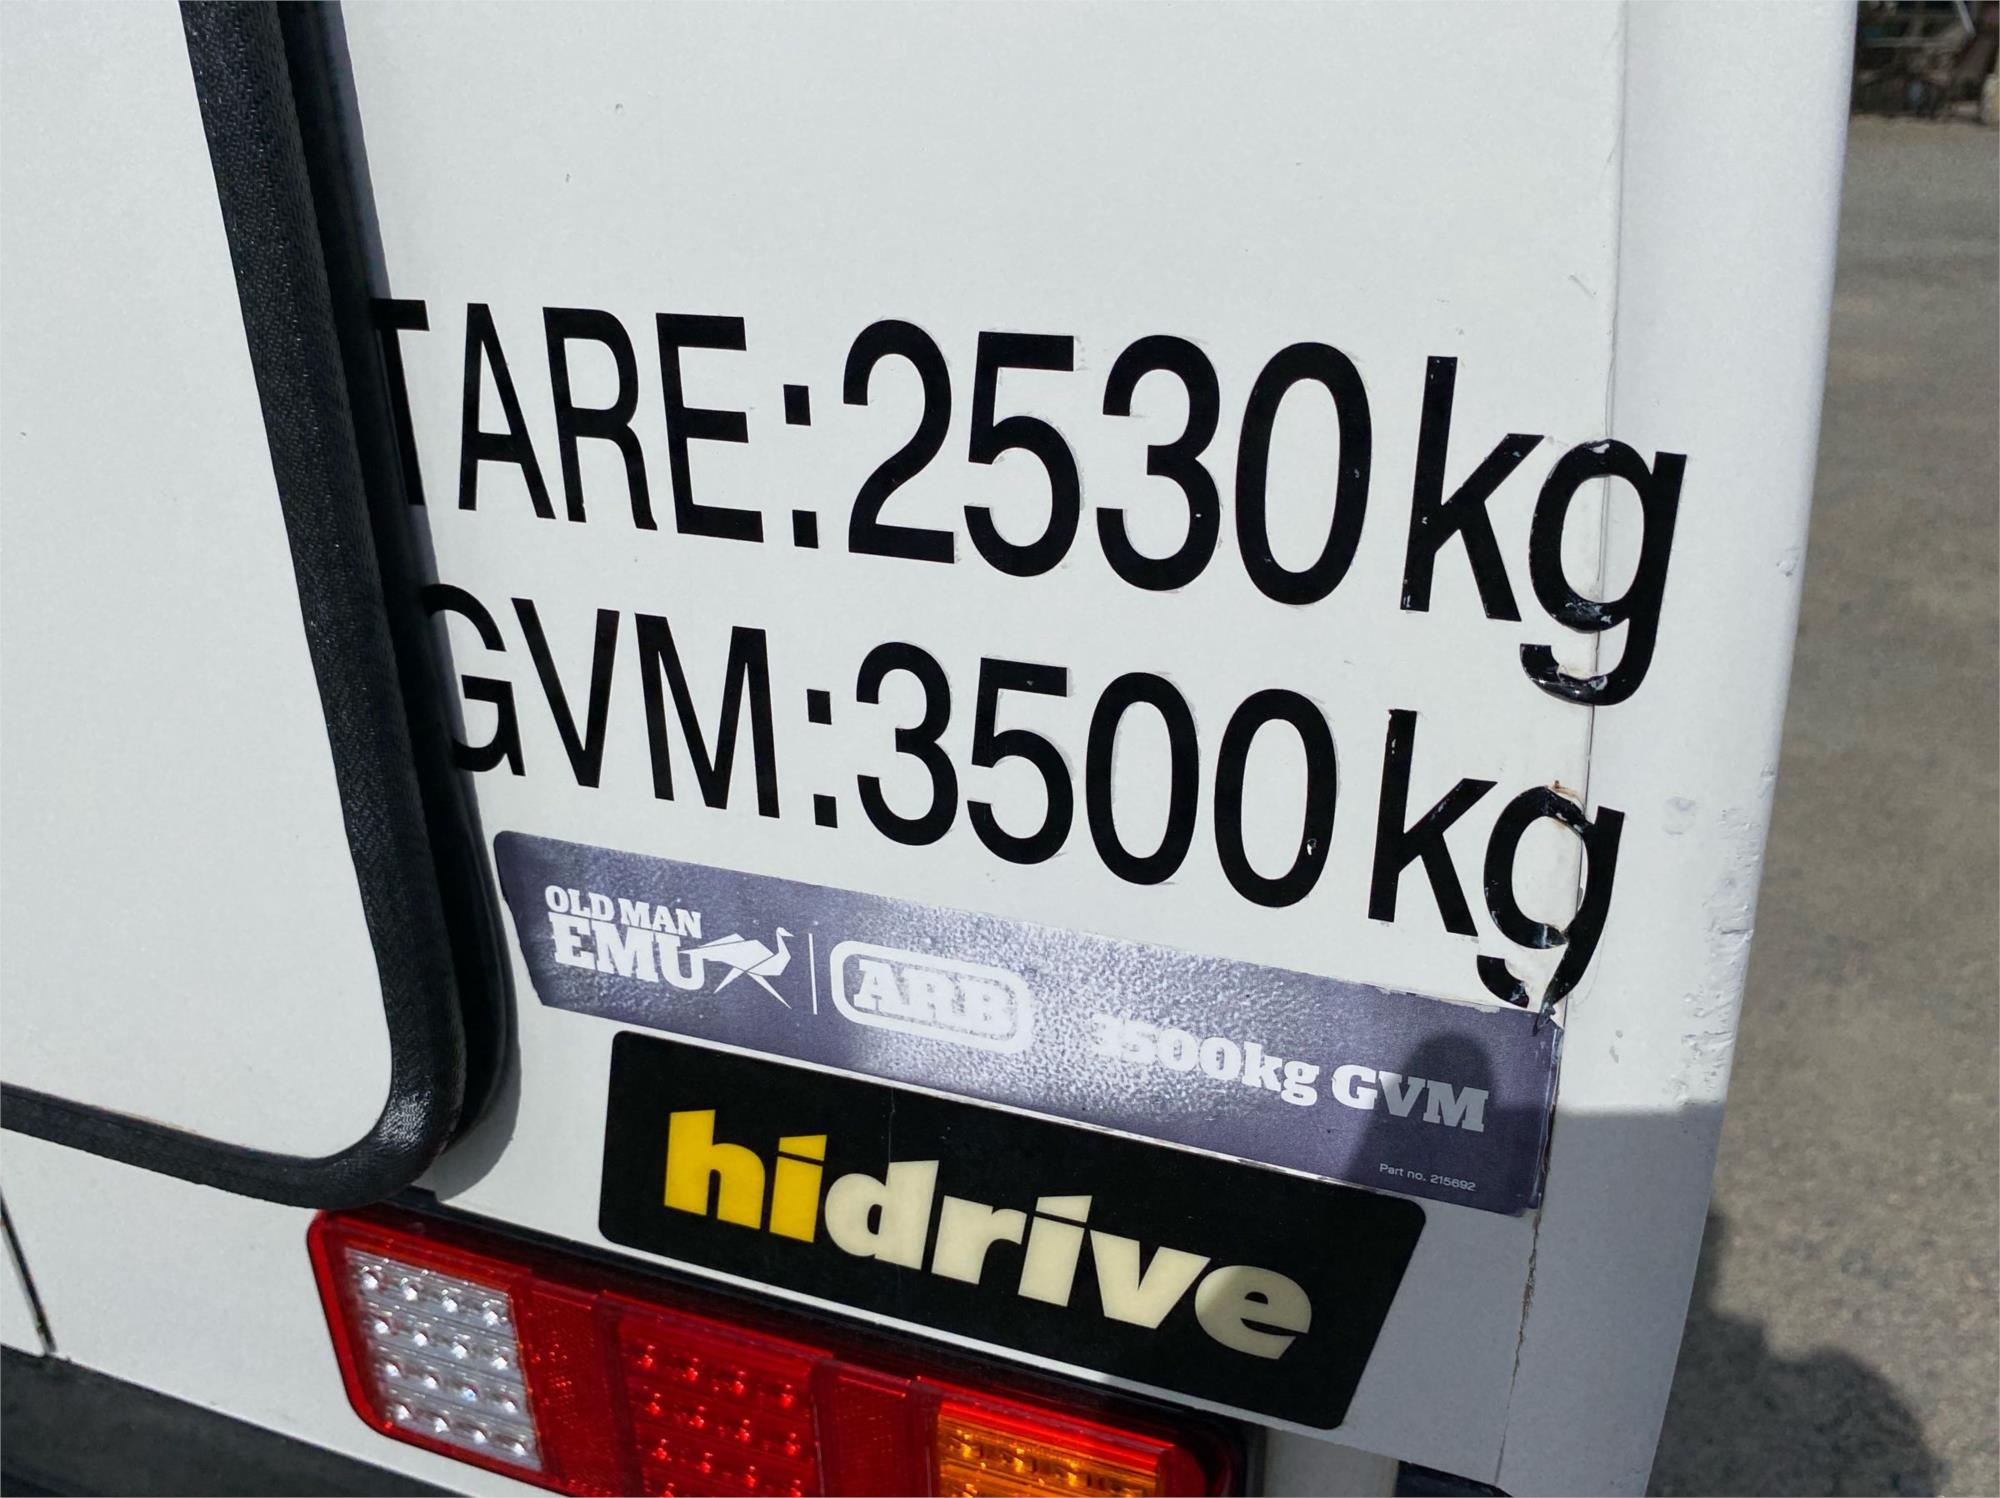 TARE:2530kg
GVM:3500kg
OLD MAN
EMU
ARB
3500kg GVM
Part no. 215692
hidrive